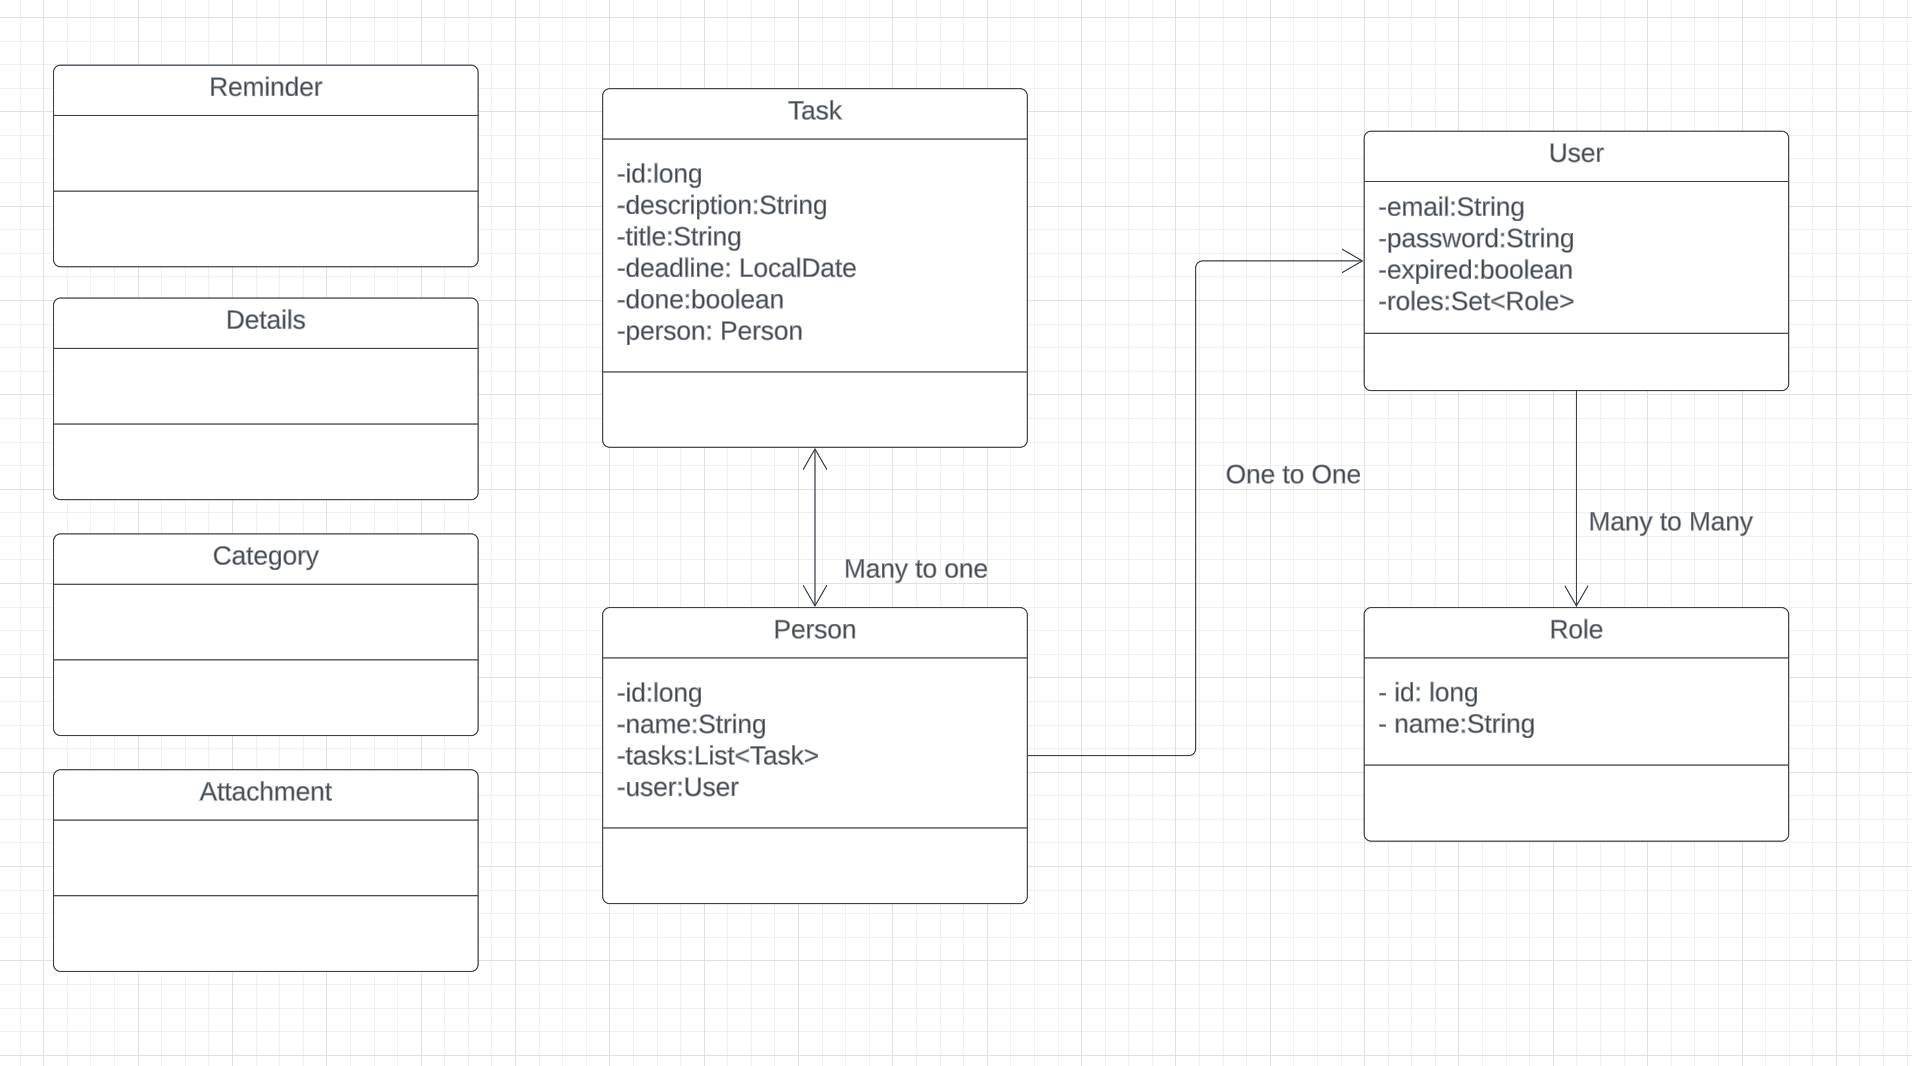 Reminder
Details
Category
Attachment
Task
-id:long
-description:String
-title:String
-deadline: LocalDate
-done:boolean
-person: Person
Many to one
Person
-id:long
-name:String
-tasks:List<Task>
-user:User
One to One
User
-email:String
-password:String
-expired:boolean
-roles:Set<Role>
Many to Many
Role
- id: long
- name:String